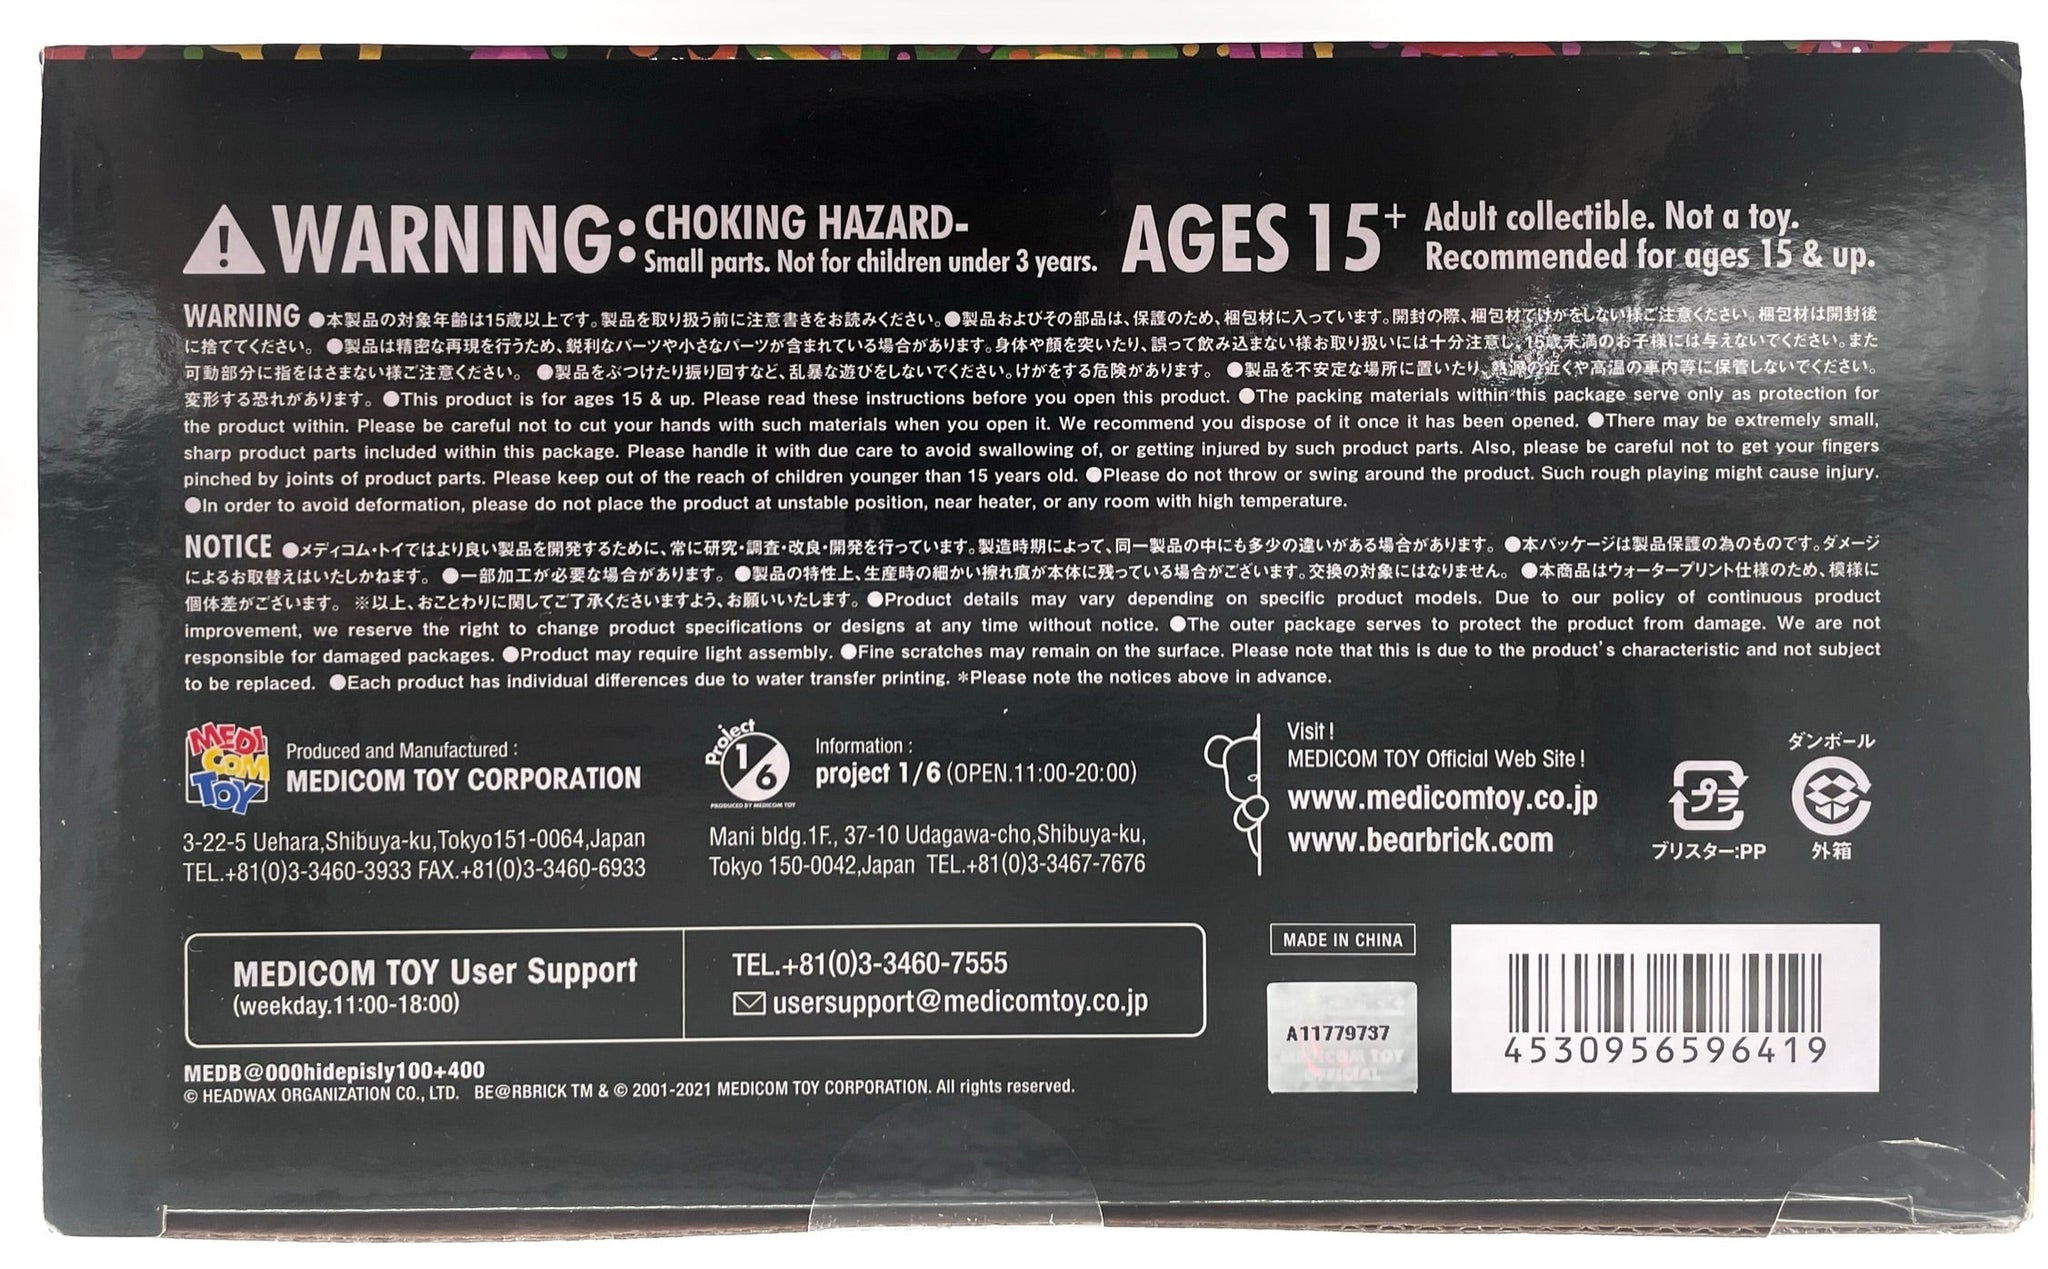 WARNING: CHOKING HAZARD-
Small parts. Not for children under 3 years.
AGES 15+ Adult collectible. Not a toy.
Recommended for ages 15 & up.
WARNING ●本製品の対象年齢は15歳以上です。製品を取り扱う前に注意書きをお読みください。●製品およびその部品は、保護のため、梱包材に入っています。開封の際、梱包材でけがをしない様ご注意ください。梱包材は開封後
に捨ててください。 ●製品は精密な再現を行うため、鋭利なパーツや小さなパーツが含まれている場合があります。身体や顔を突いたり、誤って飲み込まない様お取り扱いには十分注意し、15歳未満のお子様には与えないでください。また
可動部分に指をはさまない様ご注意ください。 ●製品をぶつけたり振り回すなど、乱暴な遊びをしないでください。けがをする危険があります。 ●製品を不安定な場所に置いたり、熱源の近くや高温の車内等に保管しないでください。
変形する恐れがあります。●This product is for ages 15 & up. Please read these instructions before you open this product. ●The packing materials within this package serve only as protection for
the product within. Please be careful not to cut your hands with such materials when you open it. We recommend you dispose of it once it has been opened. ●There may be extremely small,
sharp product parts included within this package. Please handle it with due care to avoid swallowing of, or getting injured by such product parts. Also, please be careful not to get your fingers
pinched by joints of product parts. Please keep out of the reach of children younger than 15 years old. ●Please do not throw or swing around the product. Such rough playing might cause injury.
●In order to avoid deformation, please do not place the product at unstable position, near heater, or any room with high temperature.
NOTICE ●メディコム・トイではより良い製品を開発するために、常に研究・調査・改良・開発を行っています。製造時期によって、同一製品の中にも多少の違いがある場合があります。 ●本パッケージは製品保護の為のものです。ダメージ
によるお取替えはいたしかねます。 ●一部加工が必要な場合があります。 ●製品の特性上、生産時の細かい擦れ痕が本体に残っている場合がございます。交換の対象にはなりません。 ●本商品はウォータープリント仕様のため、模様に
個体差がございます。 ※以上、おことわりに関してご了承くださいますよう、お願いいたします。●Product details may vary depending on specific product models. Due to our policy of continuous product
improvement, we reserve the right to change product specifications or designs at any time without notice. ●The outer package serves to protect the product from damage. We are not
responsible for damaged packages. ●Product may require light assembly. ●Fine scratches may remain on the surface. Please note that this is due to the product's characteristic and not subject
to be replaced. ●Each product has individual differences due to water transfer printing. *Please note the notices above in advance.
MEDI
COM
TOY
Produced and Manufactured :
MEDICOM TOY CORPORATION
3-22-5 Uehara,Shibuya-ku,Tokyo151-0064,Japan
TEL.+81(0)3-3460-3933 FAX.+81(0)3-3460-6933
Project
1/6
PRODUCED BY MEDICOM TOY
Information :
project 1/6 (OPEN.11:00-20:00)
Mani bldg.1F., 37-10 Udagawa-cho,Shibuya-ku,
Tokyo 150-0042,Japan TEL.+81(0)3-3467-7676
Visit !
MEDICOM TOY Official Web Site !
www.medicomtoy.co.jp
www.bearbrick.com
プラ
ブリスター:PP
ダンボール
外箱
MEDICOM TOY User Support
(weekday.11:00-18:00)
TEL.+81(0)3-3460-7555
usersupport@medicomtoy.co.jp
MADE IN CHINA
A11779737
MEDICOM TOY
OFFICIAL
4530956596419
MEDB@000hidepisly100+400
© HEADWAX ORGANIZATION CO., LTD. BE@RBRICK TM & © 2001-2021 MEDICOM TOY CORPORATION. All rights reserved.